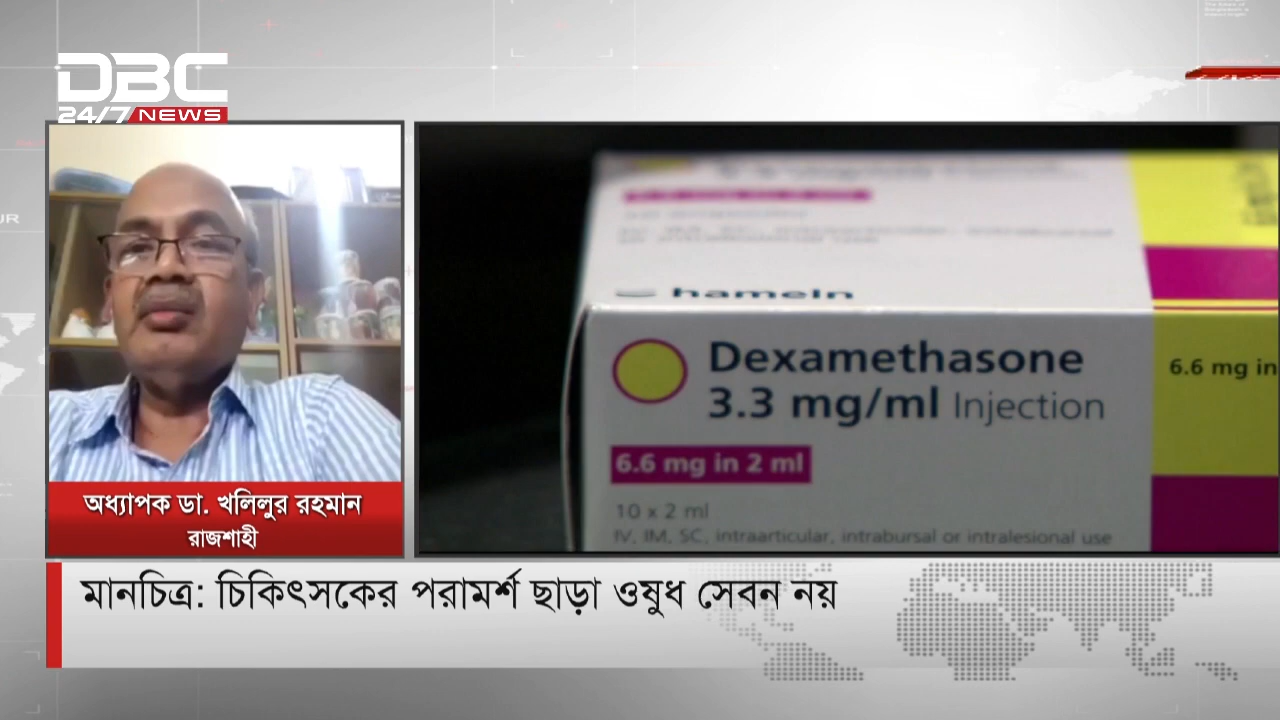 DBC
24/7 NEWS
hameln
Dexamethasone
3.3 mg/ml Injection
6.6 mg in
6.6 mg in 2 ml
10 x 2 ml
IV, IM, SC, intraarticular, intrabursal or intralesional use
অধ্যাপক ডা. খলিলুর রহমান
রাজশাহী
মানচিত্র: চিকিৎসকের পরামর্শ ছাড়া ওষুধ সেবন নয়